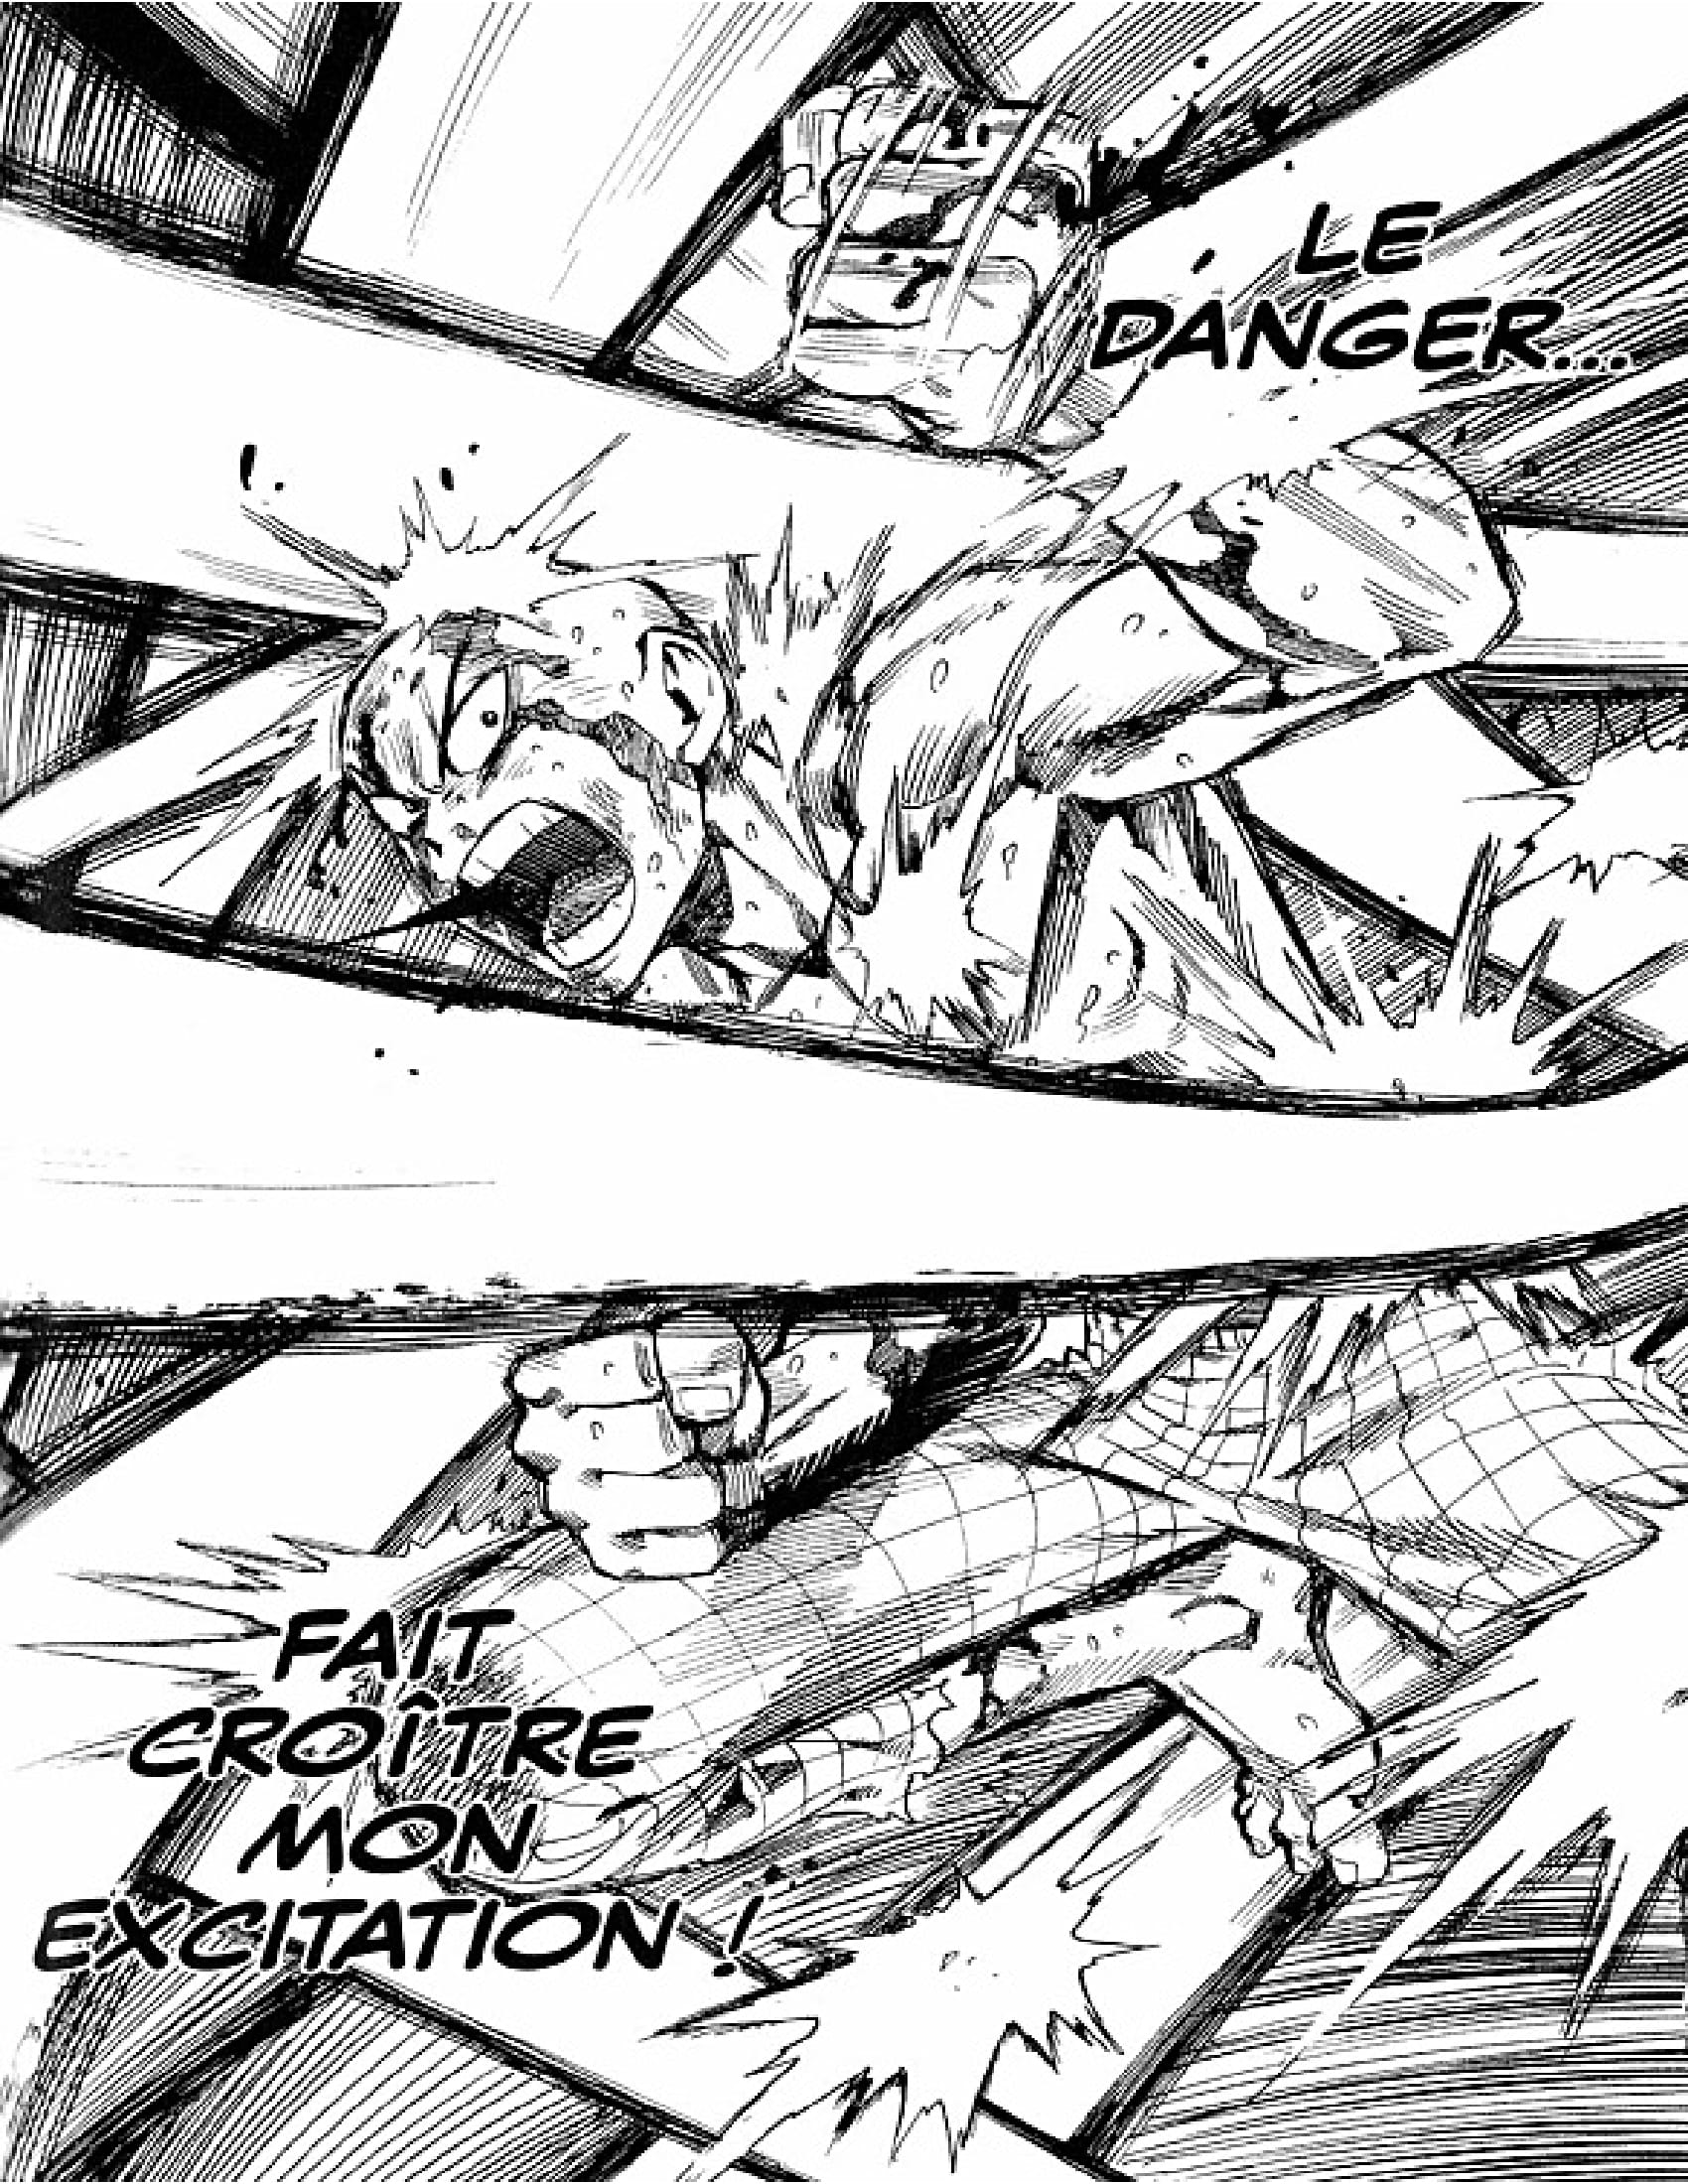 LE
DANGER...
FAIT
CROÎTRE
MON
EXCITATION !